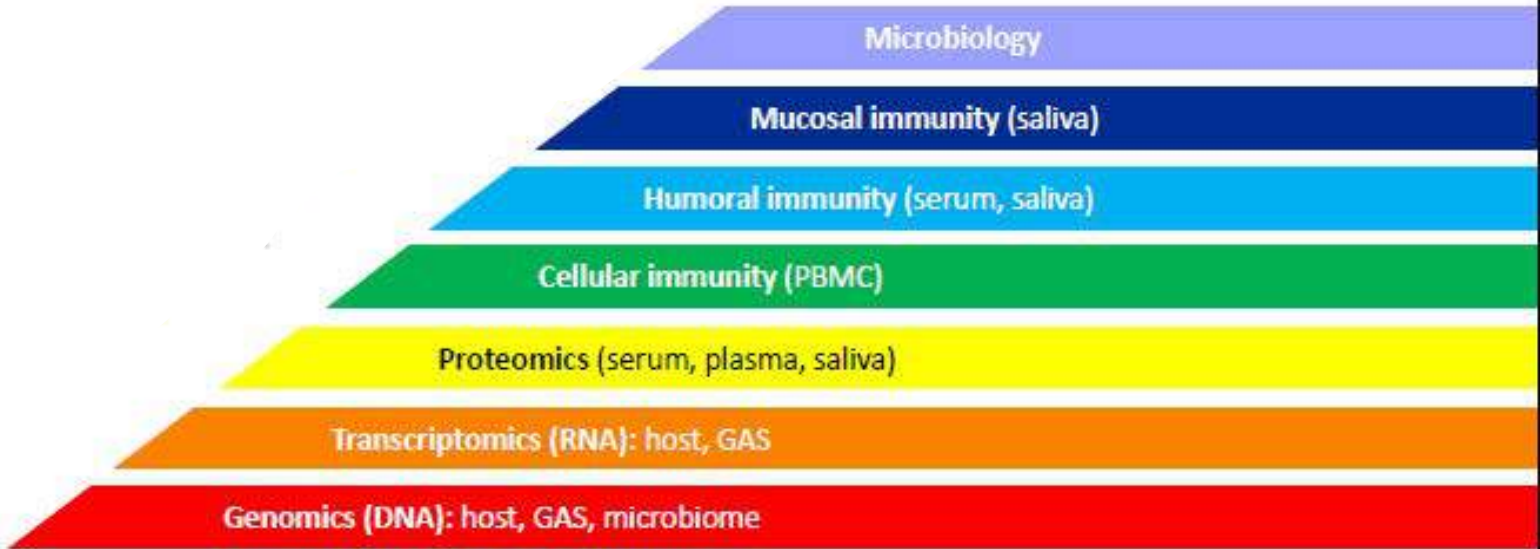 Microbiology
Mucosal immunity (saliva)
Humoral immunity (serum, saliva)
Cellular immunity (PBMC)
Proteomics (serum, plasma, saliva)
Transcriptomics (RNA): host, GAS
Genomics (DNA): host, GAS, microbiome